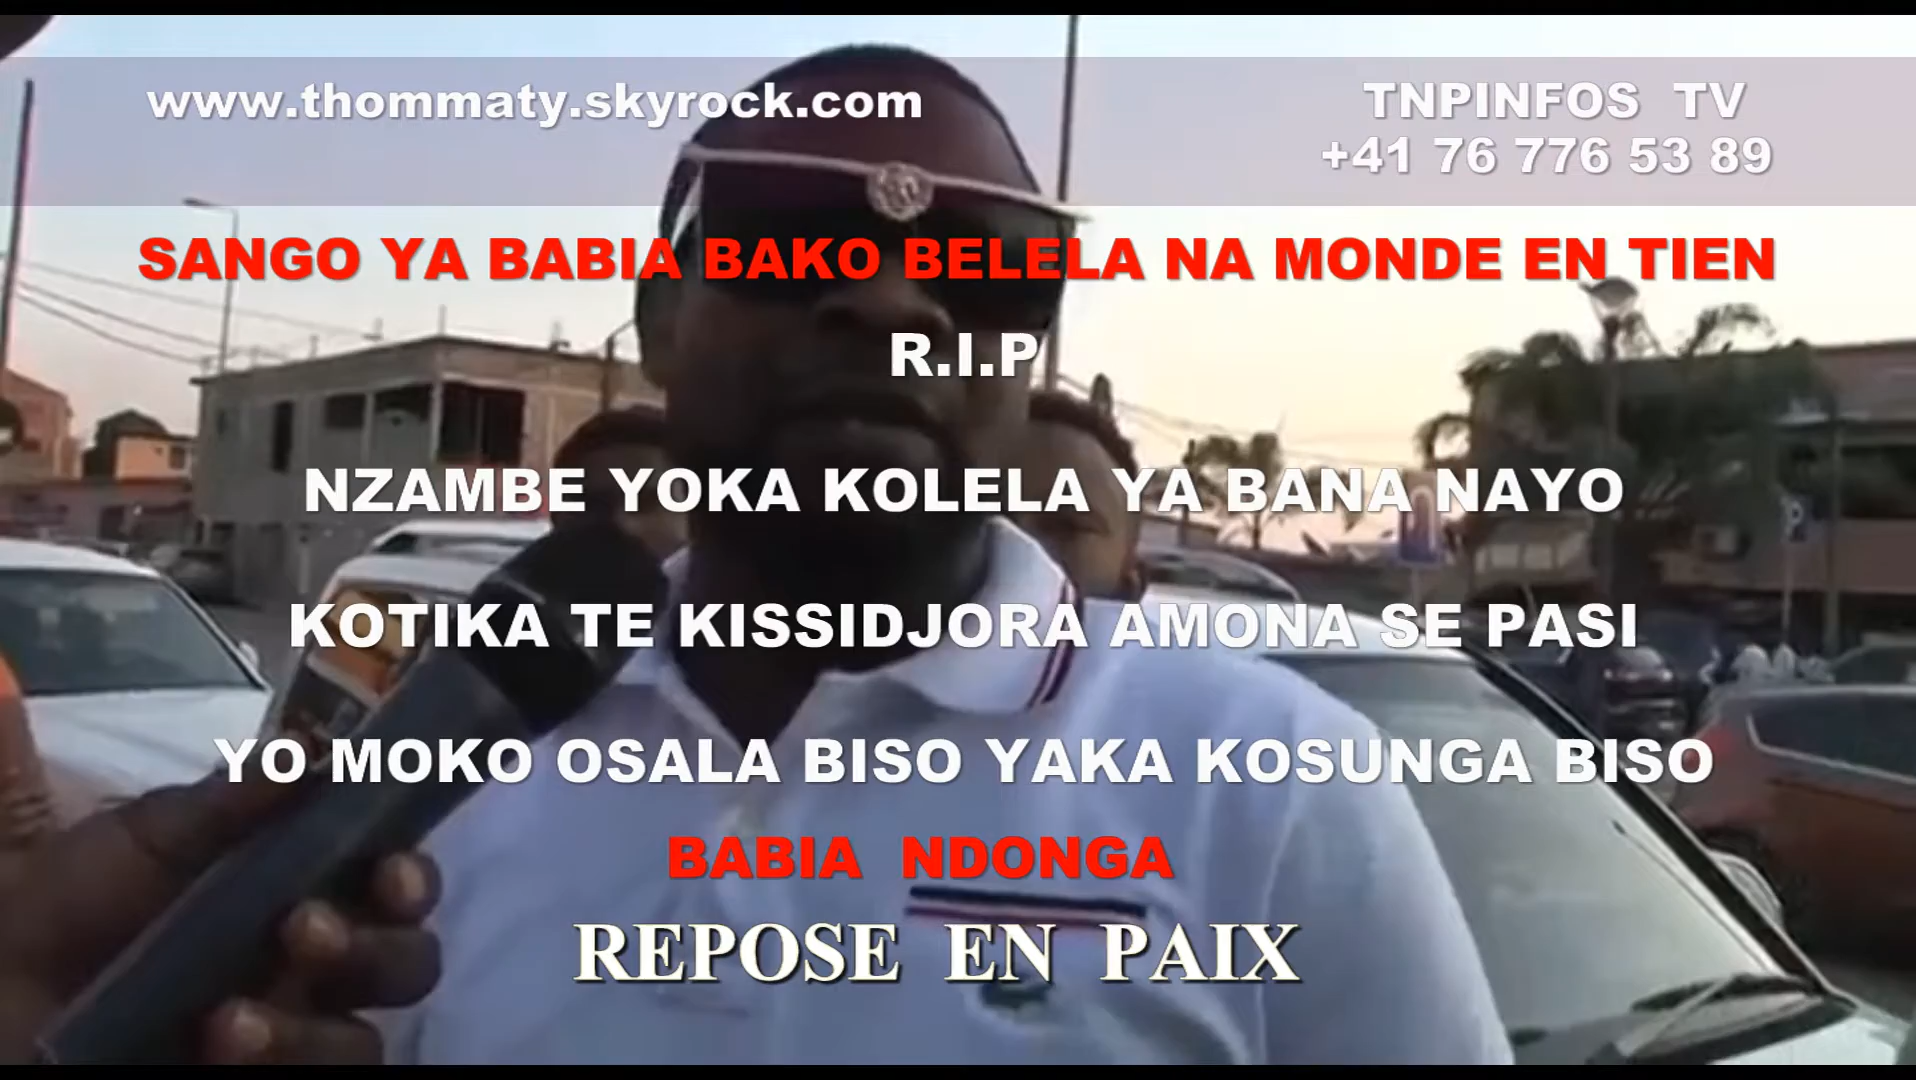 www.thommaty.skyrock.com
TNPINFOS TV
+41 76 776 53 89
SANGO YA BABIA BAKO BELELA NA MONDE EN TIEN
R.I.P
NZAMBE YOKA KOLELA YA BANA NAYO
KOTIKA TE KISSIDJORA AMONA SE PASI
YO MOKO OSALA BISO YAKA KOSUNGA BISO
BABIA NDONGA
REPOSE EN PAIX